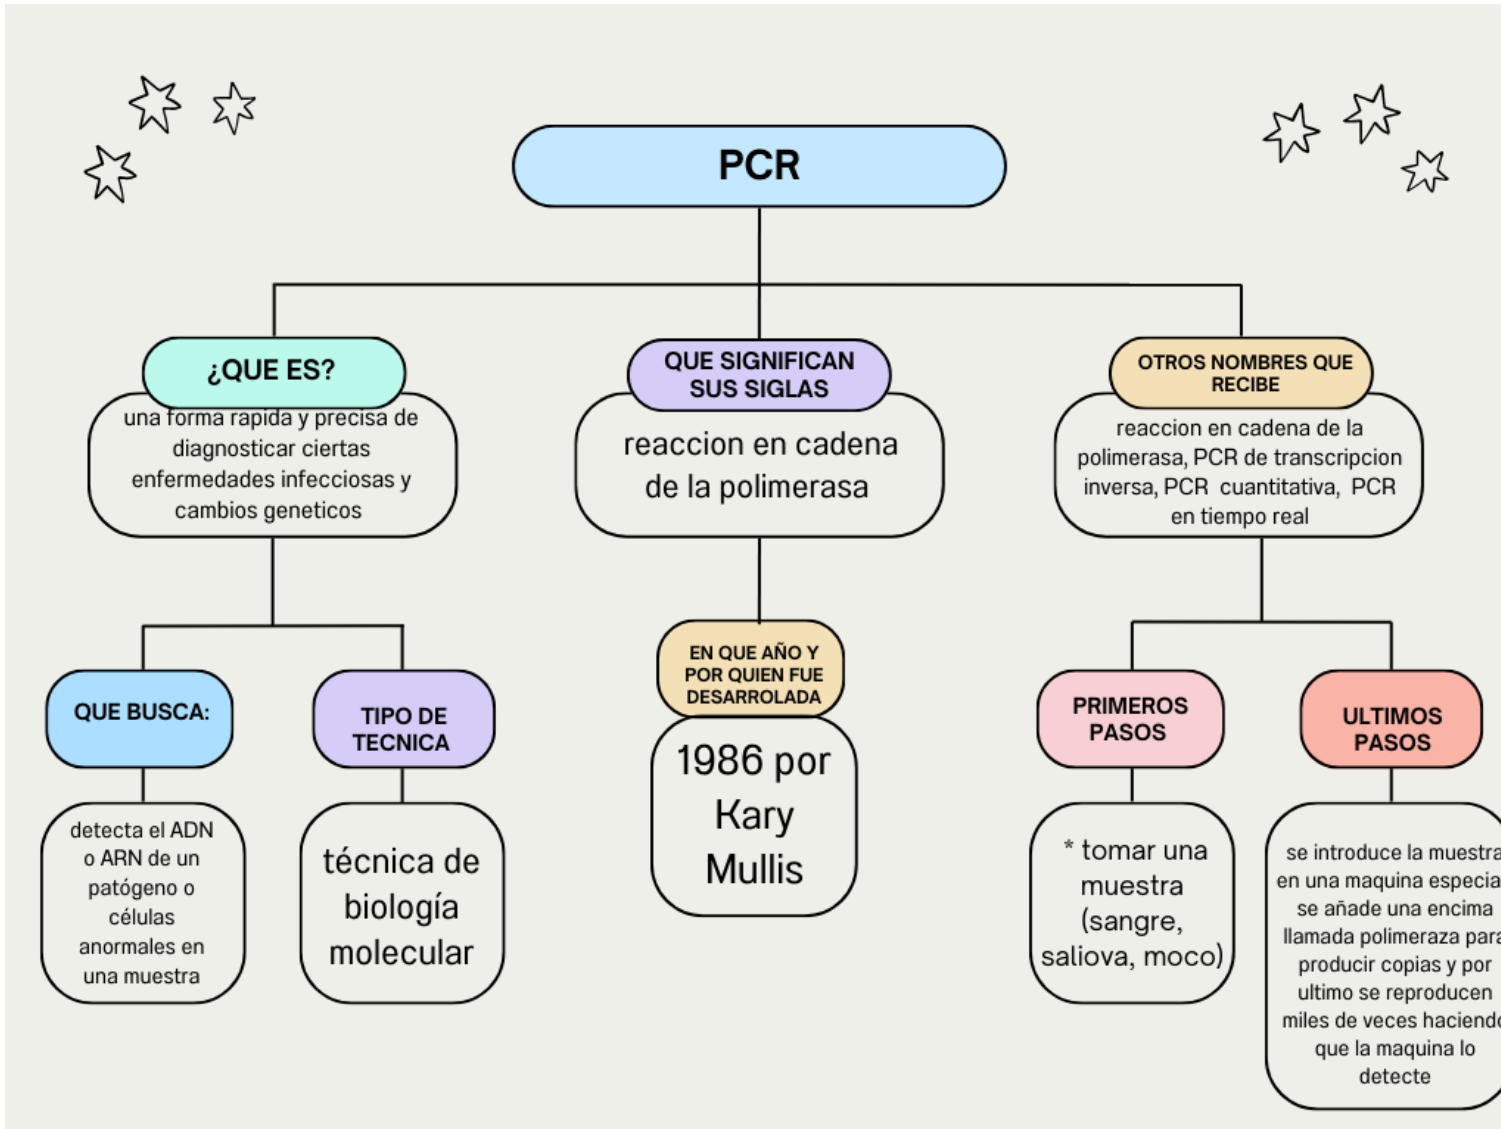 PCR
¿QUE ES?
una forma rapida y precisa de
diagnosticar ciertas
enfermedades infecciosas y
cambios geneticos
QUE SIGNIFICAN
SUS SIGLAS
reaccion en cadena
de la polimerasa
OTROS NOMBRES QUE
RECIBE
reaccion en cadena de la
polimerasa, PCR de transcripcion
inversa, PCR cuantitativa, PCR
en tiempo real
QUE BUSCA:
detecta el ADN
o ARN de un
patógeno o
células
anormales en
una muestra
TIPO DE
TECNICA
técnica de
biología
molecular
EN QUE AÑO Y
POR QUIEN FUE
DESARROLADA
1986 por
Kary
Mullis
PRIMEROS
PASOS
* tomar una
muestra
(sangre,
saliova, moco)
ULTIMOS
PASOS
se introduce la muestra
en una maquina especia
se añade una encima
llamada polimeraza para
producir copias y por
ultimo se reproducen
miles de veces haciendo
que la maquina lo
detecte